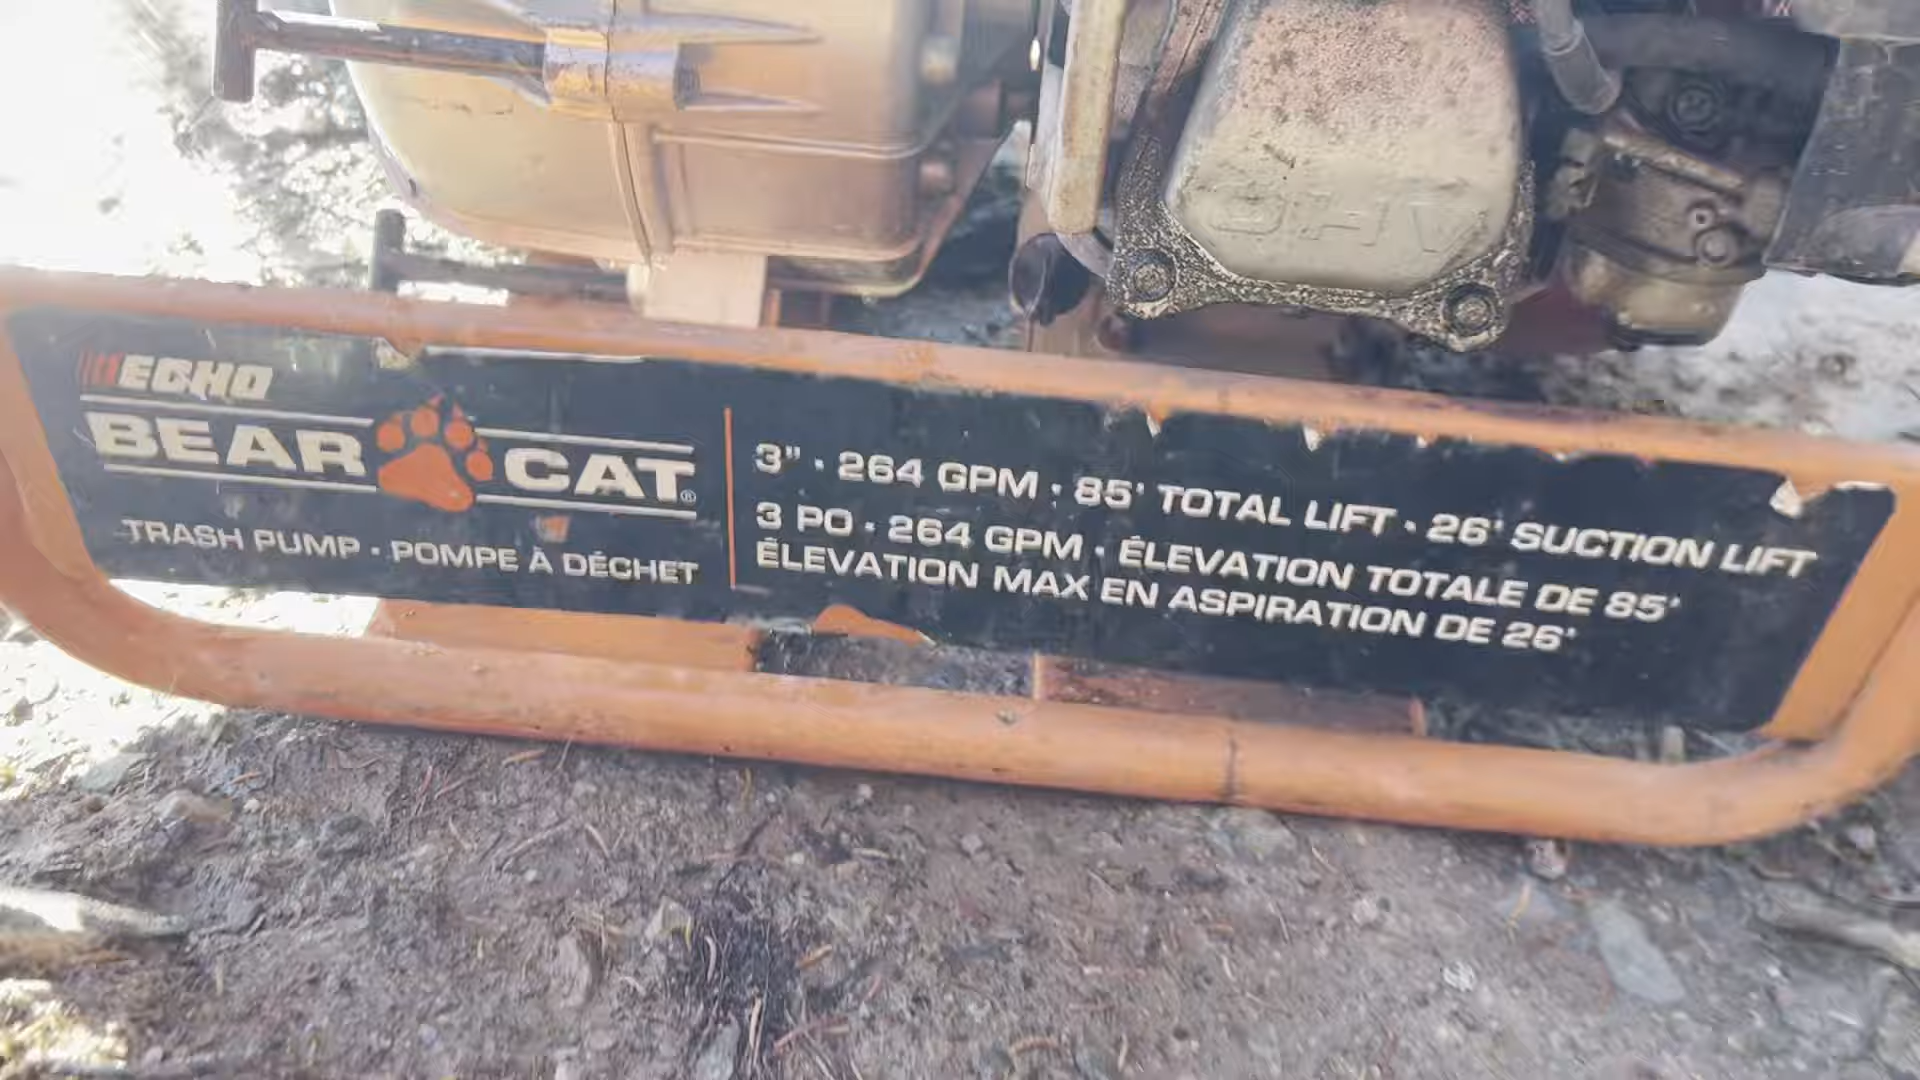 OHV
ECHO
BEAR CAT®
TRASH PUMP · POMPE À DÉCHET
3" · 264 GPM · 85' TOTAL LIFT · 26' SUCTION LIFT
3 PO · 264 GPM · ÉLEVATION TOTALE DE 85'
ÉLEVATION MAX EN ASPIRATION DE 26'